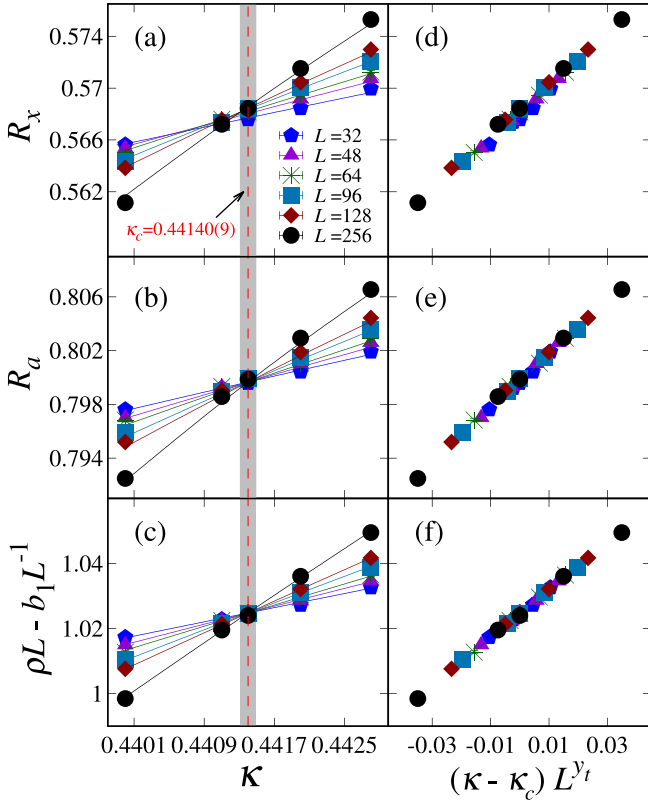 (a)
(d)
0.574
0.57
0.566
0.562
R_x
L =32
L =48
L =64
L =96
L =128
L =256
κ_c=0.44140(9)
(b)
(e)
0.806
0.802
0.798
0.794
R_a
(c)
(f)
1.04
1.02
1
ρL - b_1L^{-1}
0.4401 0.4409 0.4417 0.4425
-0.03 -0.01 0.01 0.03
κ
(κ - κ_c) L^{y_t}